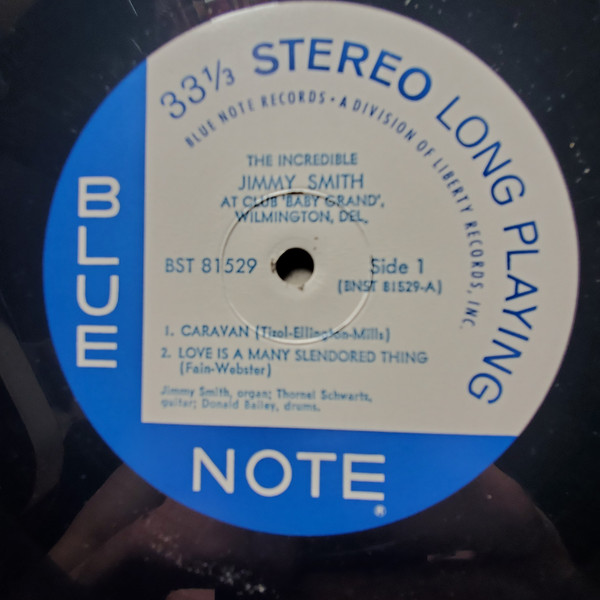 33⅓ STEREO LONG PLAYING
BLUE NOTE RECORDS • A DIVISION OF LIBERTY RECORDS, INC.
THE INCREDIBLE
JIMMY SMITH
AT CLUB 'BABY GRAND',
WILMINGTON, DEL.
BST 81529
Side 1
(BNST 81529-A)
1. CARAVAN (Tizol-Ellington-Mills)
2. LOVE IS A MANY SLENDORED THING
(Fain-Webster)
Jimmy Smith, organ; Thornel Schwartz,
guitar; Donald Bailey, drums.
BLUE
NOTE
®